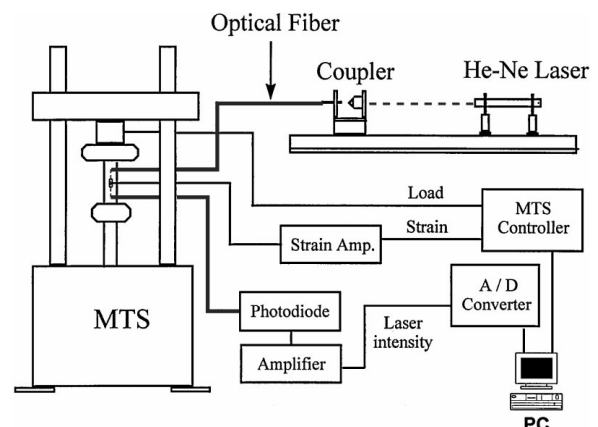 Optical Fiber
Coupler
He-Ne Laser
Load
MTS
Controller
Strain
Strain Amp.
A / D
Converter
MTS
Photodiode
Laser
intensity
Amplifier
PC